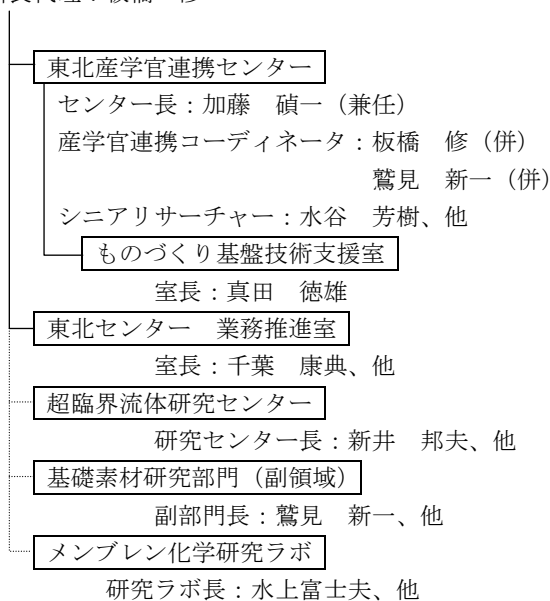 東北産学官連携センター
センター長：加藤　碵一（兼任）
産学官連携コーディネータ：板橋　修（併）
鷲見　新一（併）
シニアリサーチャー：水谷　芳樹、他
ものづくり基盤技術支援室
室長：真田　徳雄
東北センター　業務推進室
室長：千葉　康典、他
超臨界流体研究センター
研究センター長：新井　邦夫、他
基礎素材研究部門（副領域）
副部門長：鷲見　新一、他
メンブレン化学研究ラボ
研究ラボ長：水上富士夫、他